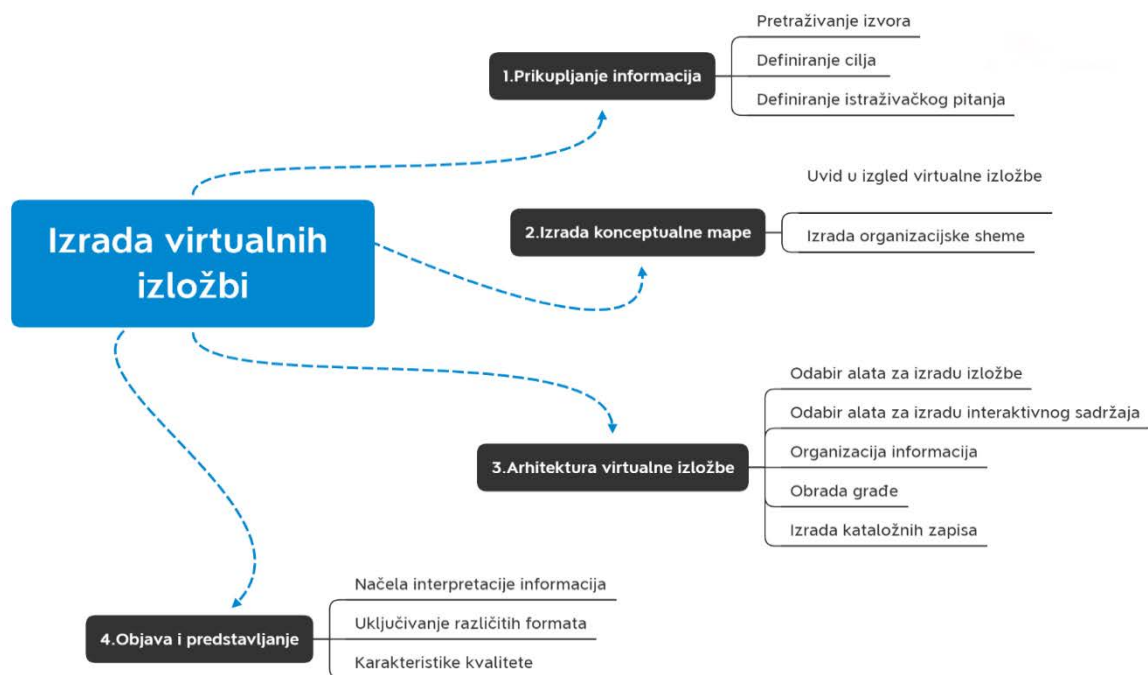 Izrada virtualnih
izložbi
1.Prikupljanje informacija
Pretraživanje izvora
Definiranje cilja
Definiranje istraživačkog pitanja
2.Izrada konceptualne mape
Uvid u izgled virtualne izložbe
Izrada organizacijske sheme
3.Arhitektura virtualne izložbe
Odabir alata za izradu izložbe
Odabir alata za izradu interaktivnog sadržaja
Organizacija informacija
Obrada građe
Izrada kataložnih zapisa
4.Objava i predstavljanje
Načela interpretacije informacija
Uključivanje različitih formata
Karakteristike kvalitete